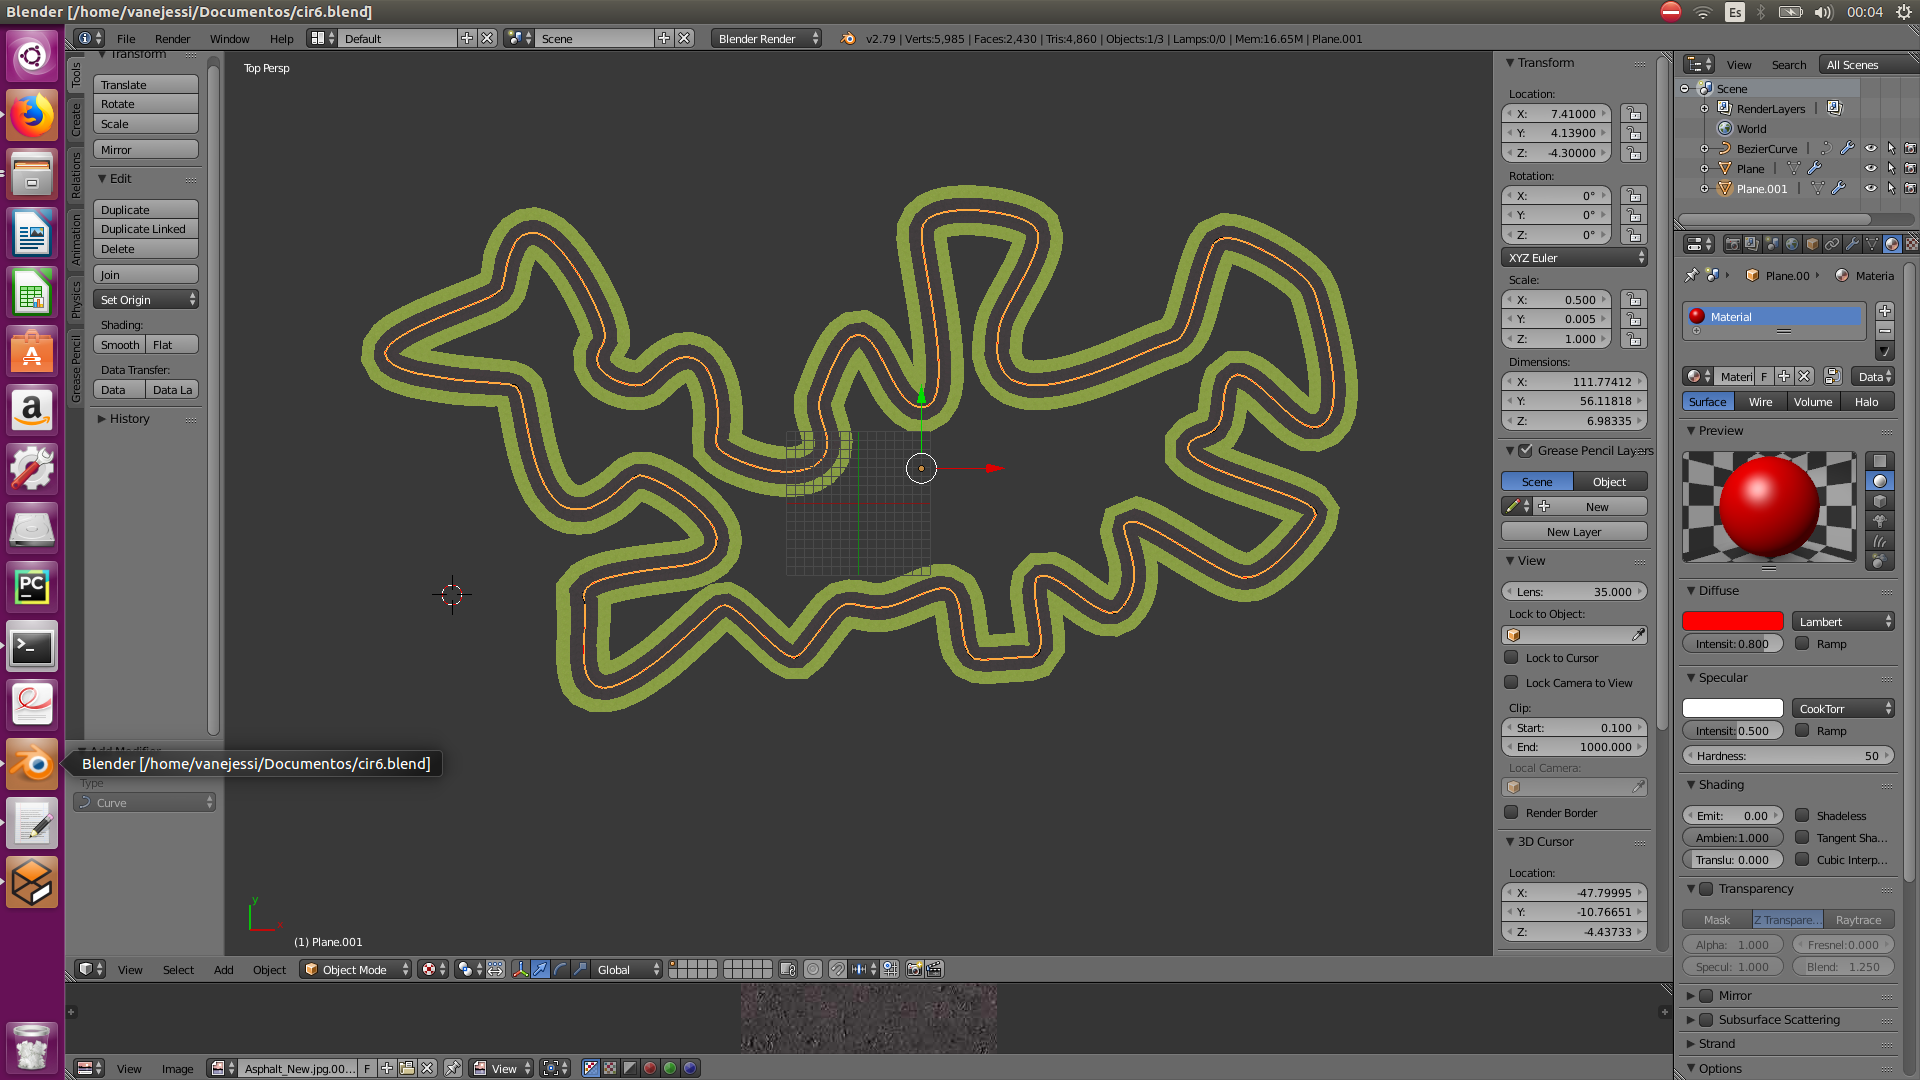 Blender [/home/vanejessi/Documentos/cir6.blend]
Es
00:04
File Render Window Help Default Scene Blender Render v2.79 | Verts:5,985 | Faces:2,430 | Tris:4,860 | Objects:1/3 | Lamps:0/0 | Mem:16.65M | Plane.001
Tools
Create
Relations
Animation
Physics
Grease Pencil
Transform
Translate
Rotate
Scale
Mirror
Edit
Duplicate
Duplicate Linked
Delete
Join
Set Origin
Shading:
Smooth Flat
Data Transfer:
Data Data La
History
Add Modifier
Blender [/home/vanejessi/Documentos/cir6.blend]
Type
Curve
Top Persp
y
x
(1) Plane.001
Transform
Location:
X: 7.41000
Y: 4.13900
Z: -4.30000
Rotation:
X: 0°
Y: 0°
Z: 0°
XYZ Euler
Scale:
X: 0.500
Y: 0.005
Z: 1.000
Dimensions:
X: 111.77412
Y: 56.11818
Z: 6.98335
Grease Pencil Layers
Scene Object
New
New Layer
View
Lens: 35.000
Lock to Object:
Lock to Cursor
Lock Camera to View
Clip:
Start: 0.100
End: 1000.000
Local Camera:
Render Border
3D Cursor
Location:
X: -47.79995
Y: -10.76651
Z: -4.43733
View Search All Scenes
Scene
RenderLayers
World
BezierCurve
Plane
Plane.001
Plane.00 Materia
Material
Materi F Data
Surface Wire Volume Halo
Preview
Diffuse
Lambert
Intensit: 0.800 Ramp
Specular
CookTorr
Intensit: 0.500 Ramp
Hardness: 50
Shading
Emit: 0.00 Shadeless
Ambien: 1.000 Tangent Sha...
Translu: 0.000 Cubic Interp...
Transparency
Mask Z Transpare... Raytrace
Alpha: 1.000 Fresnel: 0.000
Specul: 1.000 Blend: 1.250
Mirror
Subsurface Scattering
Strand
Options
View Select Add Object Object Mode Global
View Image Asphalt_New.jpg.00... F View
a
PC
>_